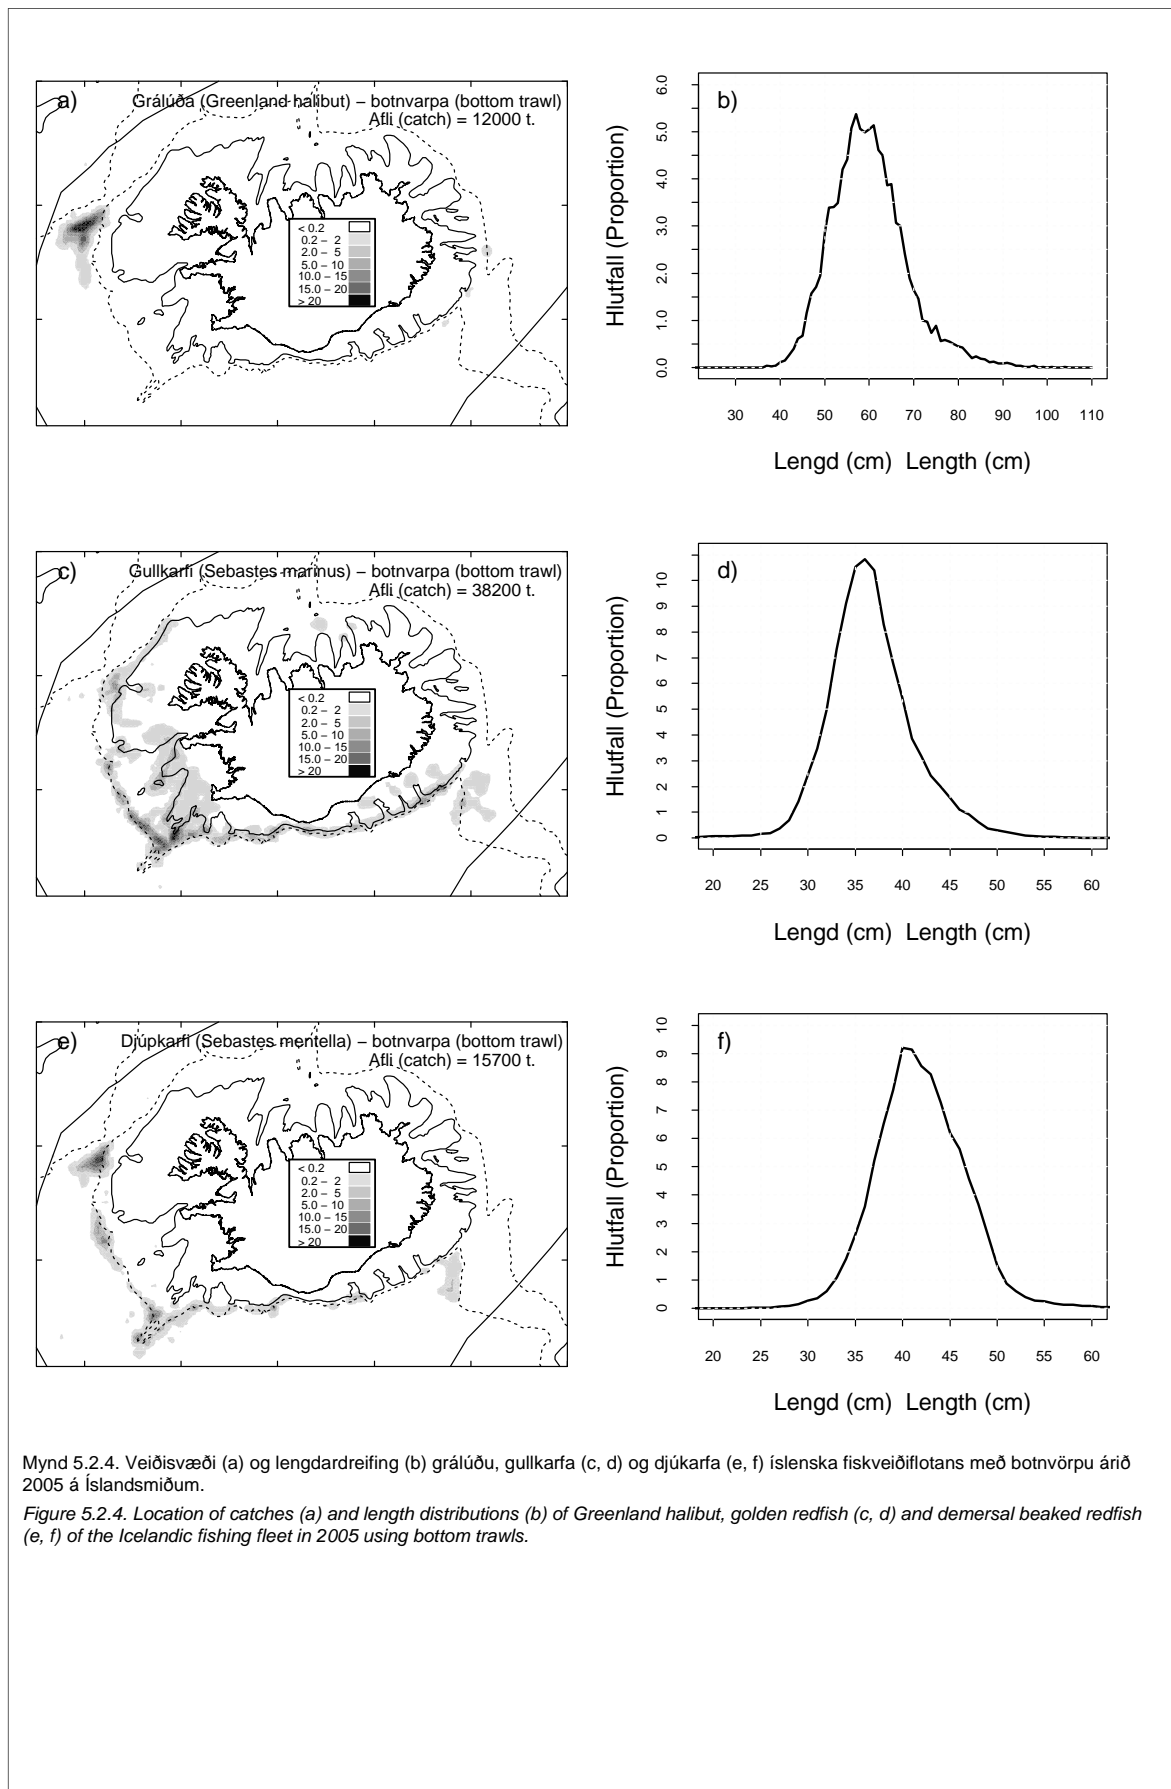 a)
Grálúða (Greenland halibut) – botnvarpa (bottom trawl)
Afli (catch) = 12000 t.
< 0.2
0.2 – 2
2.0 – 5
5.0 – 10
10.0 – 15
15.0 – 20
> 20
b)
Hlutfall (Proportion)
6.0
5.0
4.0
3.0
2.0
1.0
0.0
30 40 50 60 70 80 90 100 110
Lengd (cm) Length (cm)
c)
Gullkarfi (Sebastes marinus) – botnvarpa (bottom trawl)
Afli (catch) = 38200 t.
< 0.2
0.2 – 2
2.0 – 5
5.0 – 10
10.0 – 15
15.0 – 20
> 20
d)
Hlutfall (Proportion)
10
9
8
7
6
5
4
3
2
1
0
20 25 30 35 40 45 50 55 60
Lengd (cm) Length (cm)
e)
Djúpkarfi (Sebastes mentella) – botnvarpa (bottom trawl)
Afli (catch) = 15700 t.
< 0.2
0.2 – 2
2.0 – 5
5.0 – 10
10.0 – 15
15.0 – 20
> 20
f)
Hlutfall (Proportion)
10
9
8
7
6
5
4
3
2
1
0
20 25 30 35 40 45 50 55 60
Lengd (cm) Length (cm)
Mynd 5.2.4. Veiðisvæði (a) og lengdardreifing (b) grálúðu, gullkarfa (c, d) og djúkarfa (e, f) íslenska fiskveiðiflotans með botnvörpu árið
2005 á Íslandsmiðum.
Figure 5.2.4. Location of catches (a) and length distributions (b) of Greenland halibut, golden redfish (c, d) and demersal beaked redfish
(e, f) of the Icelandic fishing fleet in 2005 using bottom trawls.